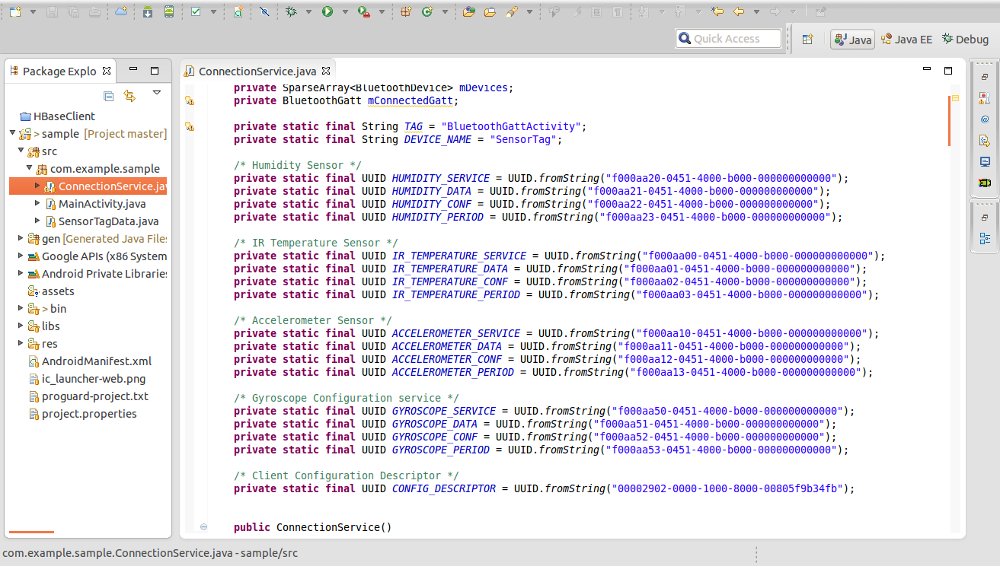 Quick Access
Java
Java EE
Debug
Package Explo
HBaseClient
> sample [Project master]
src
com.example.sample
ConnectionService.jav
MainActivity.java
SensorTagData.java
gen [Generated Java Files
Google APIs (x86 System
Android Private Libraries
assets
> bin
libs
res
AndroidManifest.xml
ic_launcher-web.png
proguard-project.txt
project.properties
ConnectionService.java
private SparseArray<BluetoothDevice> mDevices;
private BluetoothGatt mConnectedGatt;
private static final String TAG = "BluetoothGattActivity";
private static final String DEVICE_NAME = "SensorTag";
/* Humidity Sensor */
private static final UUID HUMIDITY_SERVICE = UUID.fromString("f000aa20-0451-4000-b000-000000000000");
private static final UUID HUMIDITY_DATA = UUID.fromString("f000aa21-0451-4000-b000-000000000000");
private static final UUID HUMIDITY_CONF = UUID.fromString("f000aa22-0451-4000-b000-000000000000");
private static final UUID HUMIDITY_PERIOD = UUID.fromString("f000aa23-0451-4000-b000-000000000000");
/* IR Temperature Sensor */
private static final UUID IR_TEMPERATURE_SERVICE = UUID.fromString("f000aa00-0451-4000-b000-000000000000");
private static final UUID IR_TEMPERATURE_DATA = UUID.fromString("f000aa01-0451-4000-b000-000000000000");
private static final UUID IR_TEMPERATURE_CONF = UUID.fromString("f000aa02-0451-4000-b000-000000000000");
private static final UUID IR_TEMPERATURE_PERIOD = UUID.fromString("f000aa03-0451-4000-b000-000000000000");
/* Accelerometer Sensor */
private static final UUID ACCELEROMETER_SERVICE = UUID.fromString("f000aa10-0451-4000-b000-000000000000");
private static final UUID ACCELEROMETER_DATA = UUID.fromString("f000aa11-0451-4000-b000-000000000000");
private static final UUID ACCELEROMETER_CONF = UUID.fromString("f000aa12-0451-4000-b000-000000000000");
private static final UUID ACCELEROMETER_PERIOD = UUID.fromString("f000aa13-0451-4000-b000-000000000000");
/* Gyroscope Configuration service */
private static final UUID GYROSCOPE_SERVICE = UUID.fromString("f000aa50-0451-4000-b000-000000000000");
private static final UUID GYROSCOPE_DATA = UUID.fromString("f000aa51-0451-4000-b000-000000000000");
private static final UUID GYROSCOPE_CONF = UUID.fromString("f000aa52-0451-4000-b000-000000000000");
private static final UUID GYROSCOPE_PERIOD = UUID.fromString("f000aa53-0451-4000-b000-000000000000");
/* Client Configuration Descriptor */
private static final UUID CONFIG_DESCRIPTOR = UUID.fromString("00002902-0000-1000-8000-00805f9b34fb");
public ConnectionService()
com.example.sample.ConnectionService.java - sample/src